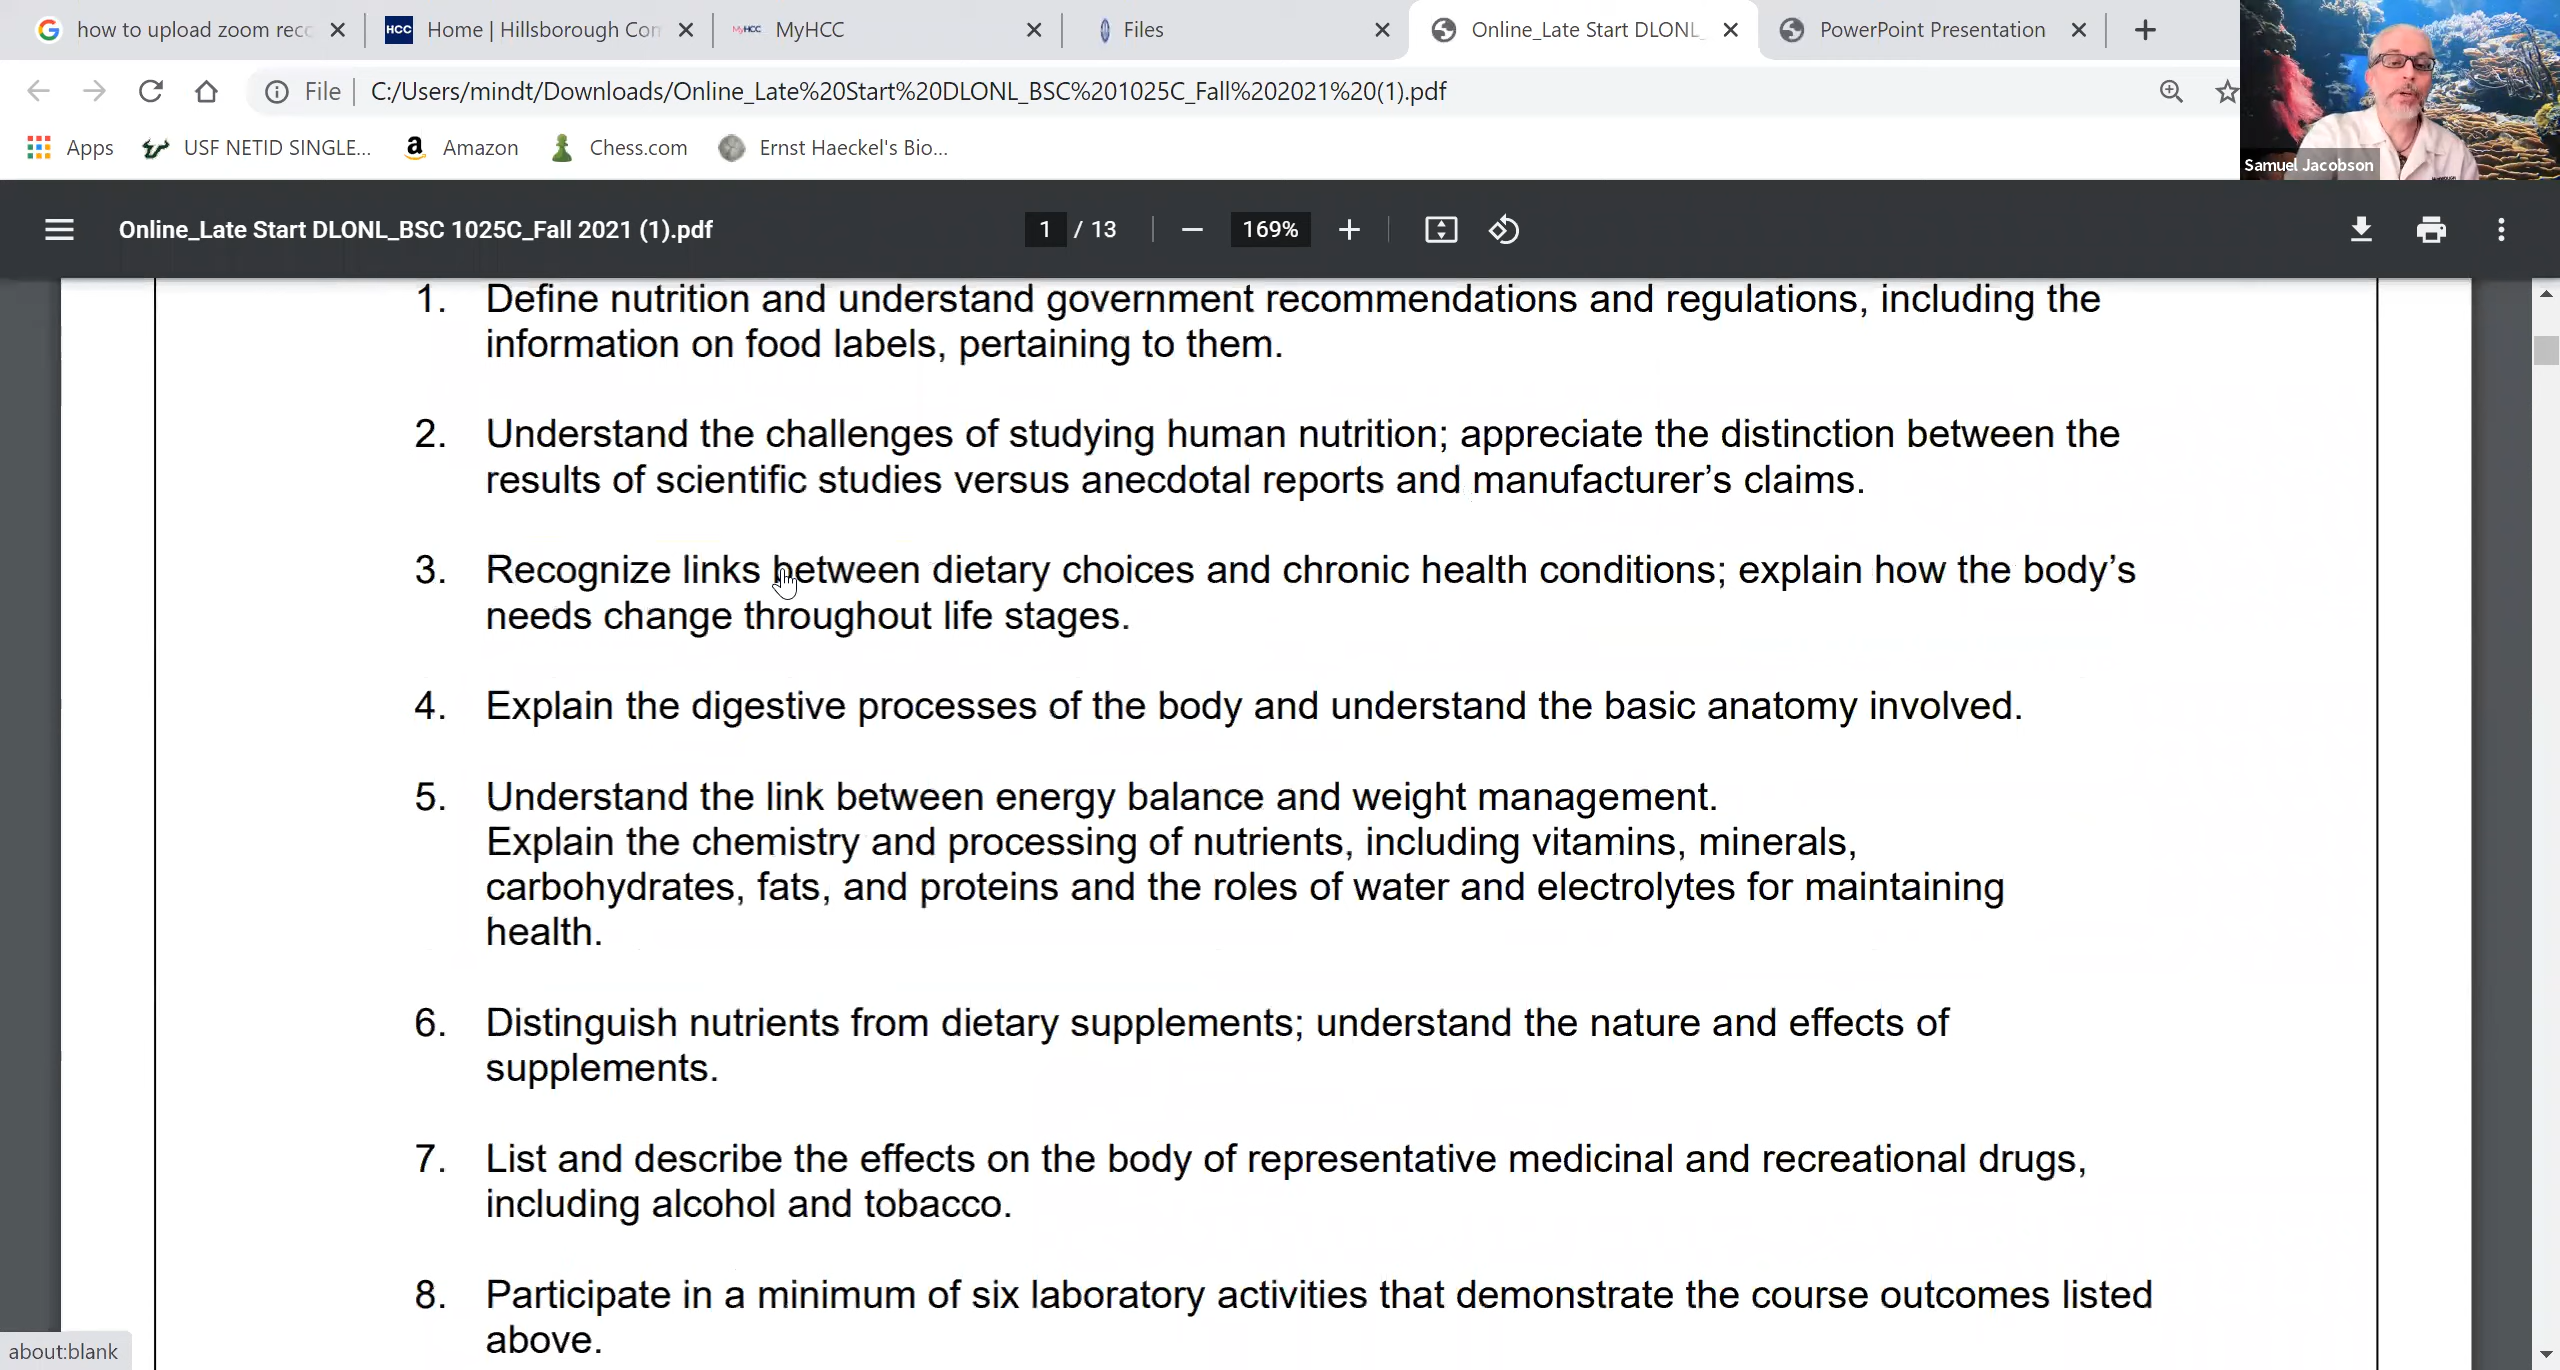 how to upload zoom rec
HCC Home | Hillsborough Con
MyHCC MyHCC
Files
Online_Late Start DLONL_
PowerPoint Presentation
File C:/Users/mindt/Downloads/Online_Late%20Start%20DLONL_BSC%201025C_Fall%202021%20(1).pdf
Apps USF NETID SINGLE... Amazon Chess.com Ernst Haeckel's Bio...
Samuel Jacobson
Online_Late Start DLONL_BSC 1025C_Fall 2021 (1).pdf 1 / 13 169%
1. Define nutrition and understand government recommendations and regulations, including the
information on food labels, pertaining to them.
2. Understand the challenges of studying human nutrition; appreciate the distinction between the
results of scientific studies versus anecdotal reports and manufacturer’s claims.
3. Recognize links between dietary choices and chronic health conditions; explain how the body’s
needs change throughout life stages.
4. Explain the digestive processes of the body and understand the basic anatomy involved.
5. Understand the link between energy balance and weight management.
Explain the chemistry and processing of nutrients, including vitamins, minerals,
carbohydrates, fats, and proteins and the roles of water and electrolytes for maintaining
health.
6. Distinguish nutrients from dietary supplements; understand the nature and effects of
supplements.
7. List and describe the effects on the body of representative medicinal and recreational drugs,
including alcohol and tobacco.
8. Participate in a minimum of six laboratory activities that demonstrate the course outcomes listed
above.
about:blank